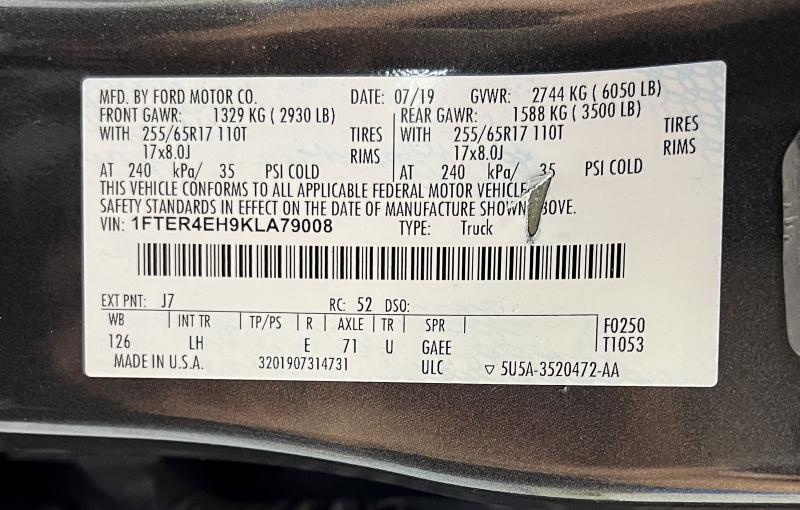 MFD. BY FORD MOTOR CO. DATE: 07/19 GVWR: 2744 KG ( 6050 LB)
FRONT GAWR: 1329 KG ( 2930 LB) REAR GAWR: 1588 KG ( 3500 LB)
WITH 255/65R17 110T TIRES WITH 255/65R17 110T TIRES
17x8.0J RIMS 17x8.0J RIMS
AT 240 kPa/ 35 PSI COLD AT 240 kPa/ 35 PSI COLD
THIS VEHICLE CONFORMS TO ALL APPLICABLE FEDERAL MOTOR VEHICLE
SAFETY STANDARDS IN EFFECT ON THE DATE OF MANUFACTURE SHOWN BOVE.
VIN: 1FTER4EH9KLA79008 TYPE: Truck
EXT PNT: J7 RC: 52 DSO:
WB INT TR TP/PS R AXLE TR SPR F0250
126 LH E 71 U GAEE T1053
MADE IN U.S.A. 3201907314731 ULC ▽ 5U5A-3520472-AA